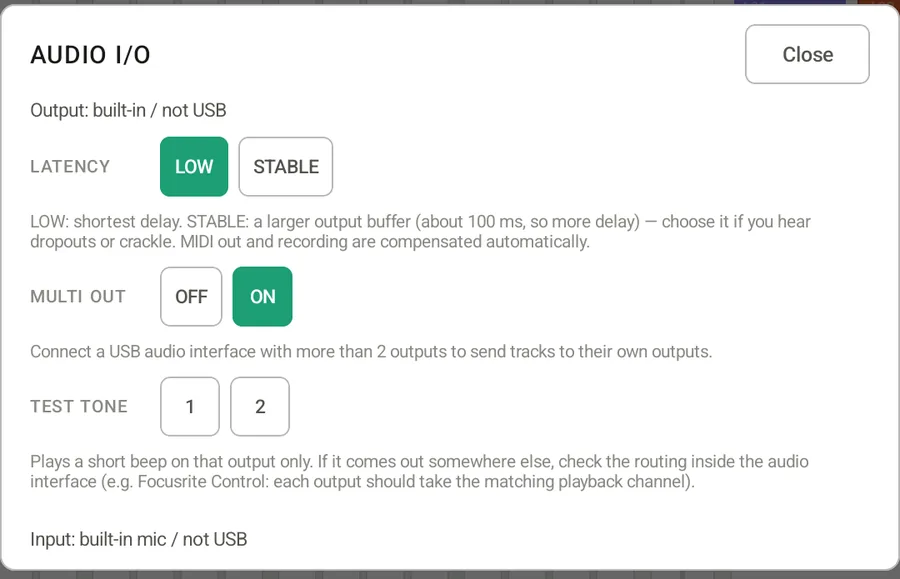 AUDIO I/O
Close
Output: built-in / not USB
LATENCY
LOW
STABLE
LOW: shortest delay. STABLE: a larger output buffer (about 100 ms, so more delay) — choose it if you hear
dropouts or crackle. MIDI out and recording are compensated automatically.
MULTI OUT
OFF
ON
Connect a USB audio interface with more than 2 outputs to send tracks to their own outputs.
TEST TONE
1
2
Plays a short beep on that output only. If it comes out somewhere else, check the routing inside the audio
interface (e.g. Focusrite Control: each output should take the matching playback channel).
Input: built-in mic / not USB